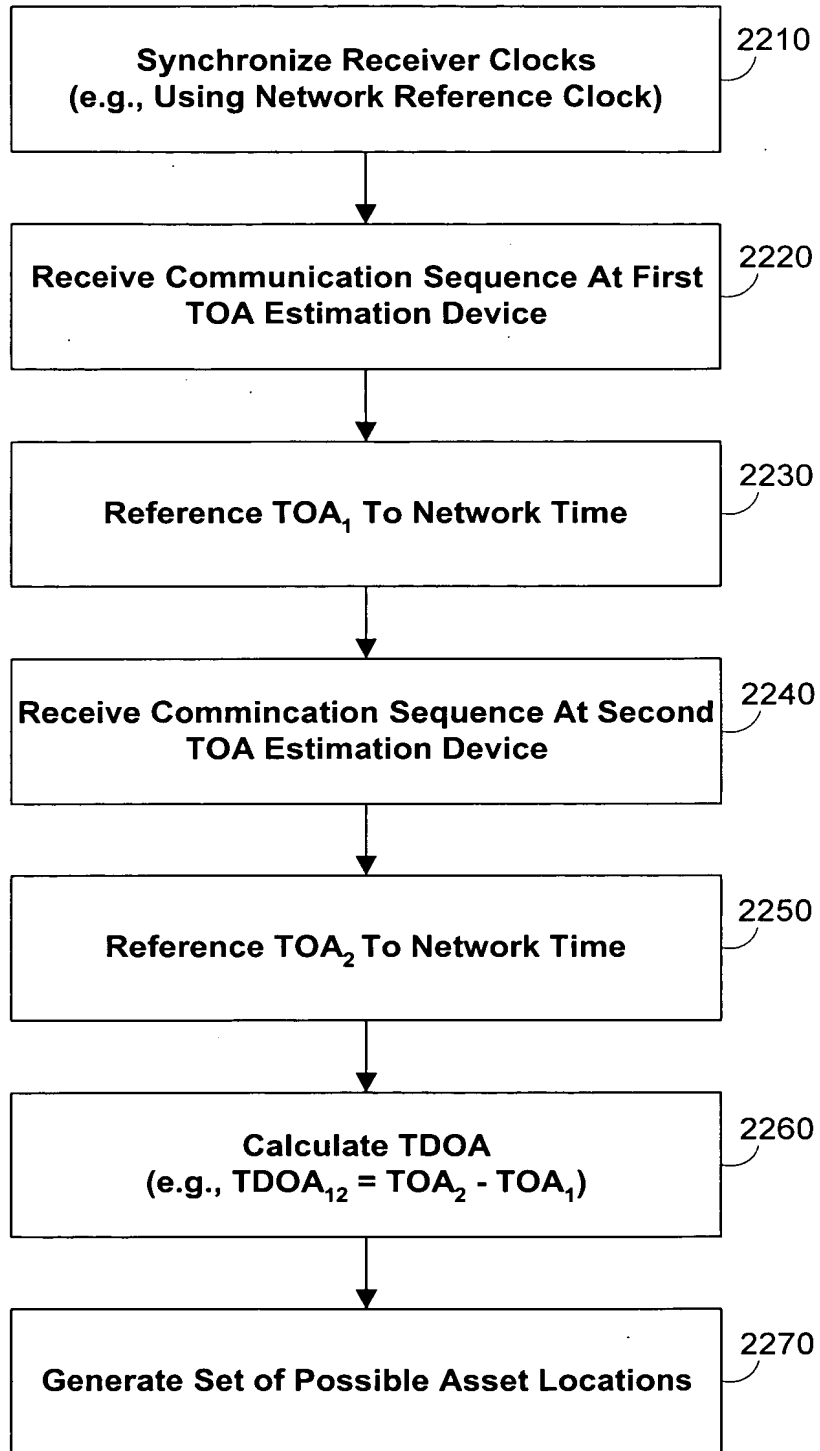 Synchronize Receiver Clocks
(e.g., Using Network Reference Clock)
2210
Receive Communication Sequence At First
TOA Estimation Device
2220
Reference TOA₁ To Network Time
2230
Receive Commincation Sequence At Second
TOA Estimation Device
2240
Reference TOA₂ To Network Time
2250
Calculate TDOA
(e.g., TDOA₁₂ = TOA₂ - TOA₁)
2260
Generate Set of Possible Asset Locations
2270